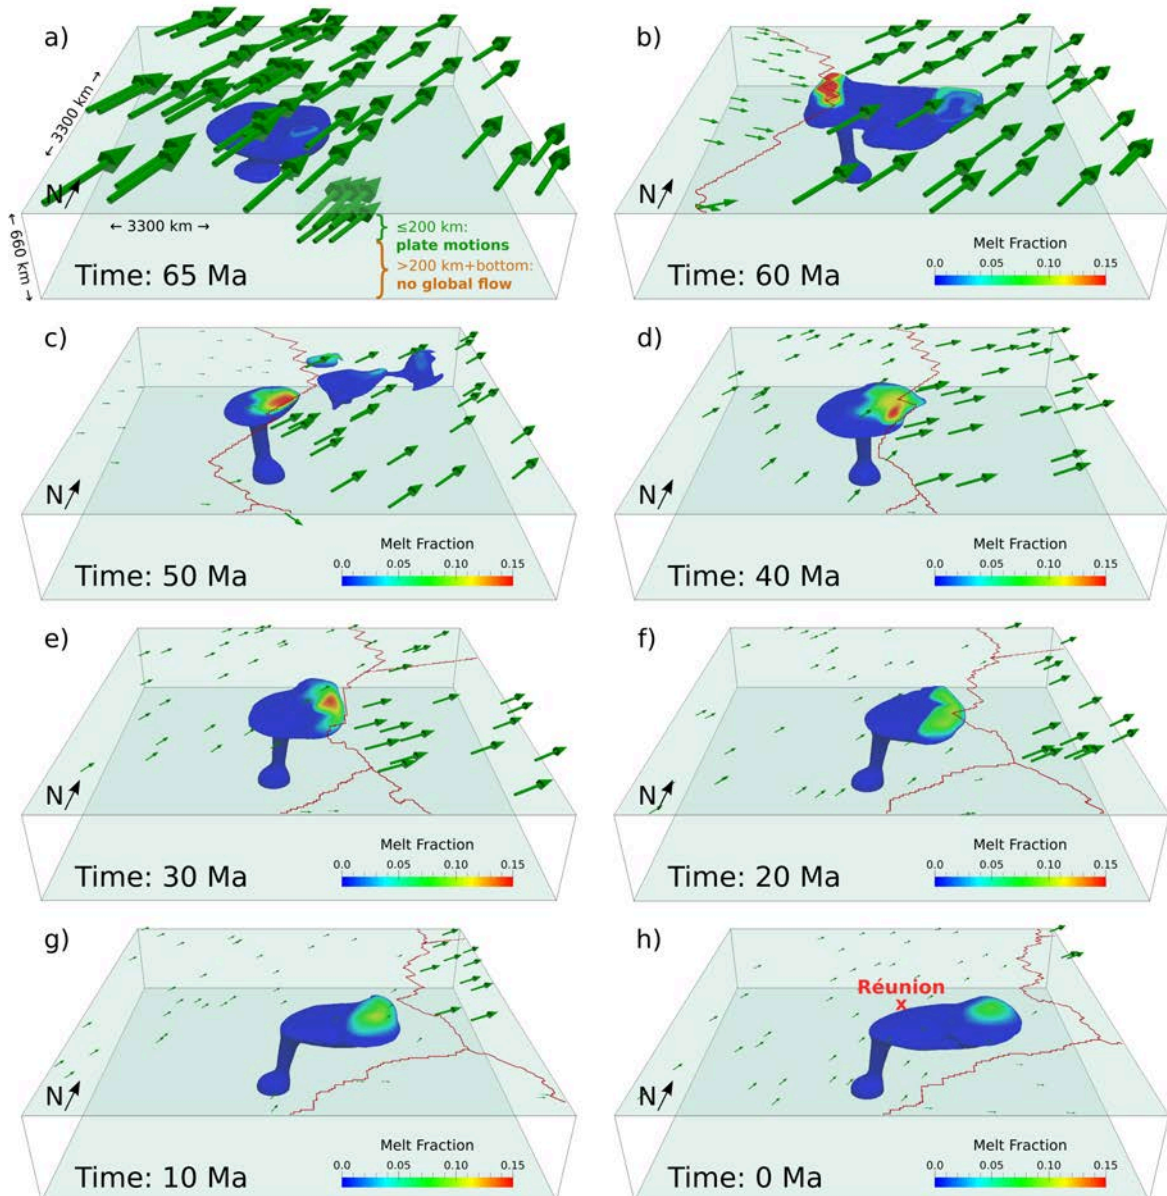 a)
← 3300 km →
N
← 3300 km →
← 660 km →
≤200 km:
plate motions
>200 km+bottom:
no global flow
Time: 65 Ma
b)
N
Melt Fraction
0.0 0.05 0.10 0.15
Time: 60 Ma
c)
N
Melt Fraction
0.0 0.05 0.10 0.15
Time: 50 Ma
d)
N
Melt Fraction
0.0 0.05 0.10 0.15
Time: 40 Ma
e)
N
Melt Fraction
0.0 0.05 0.10 0.15
Time: 30 Ma
f)
N
Melt Fraction
0.0 0.05 0.10 0.15
Time: 20 Ma
g)
N
Melt Fraction
0.0 0.05 0.10 0.15
Time: 10 Ma
h)
Réunion
x
N
Melt Fraction
0.0 0.05 0.10 0.15
Time: 0 Ma